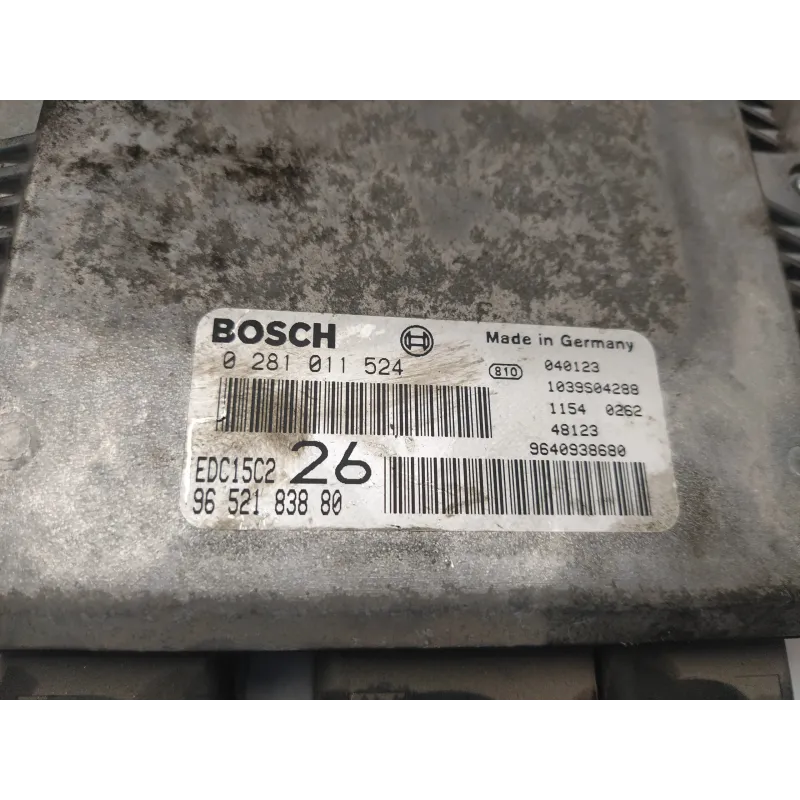 BOSCH
Made in Germany
0 281 011 524
810
040123
1039S04288
1154 0262
48123
9640938680
EDC15C2 26
96 521 838 80